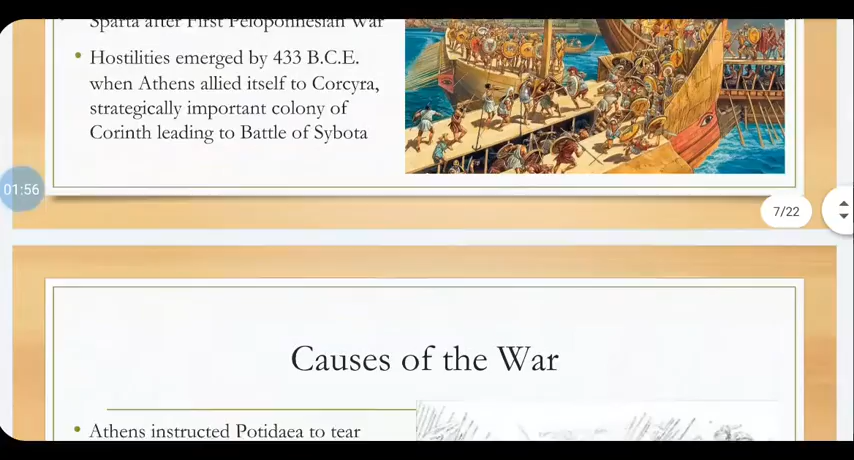 Sparta after First Peloponnesian War
Hostilities emerged by 433 B.C.E.
when Athens allied itself to Corcyra,
strategically important colony of
Corinth leading to Battle of Sybota
01:56
7/22
Causes of the War
Athens instructed Potidaea to tear